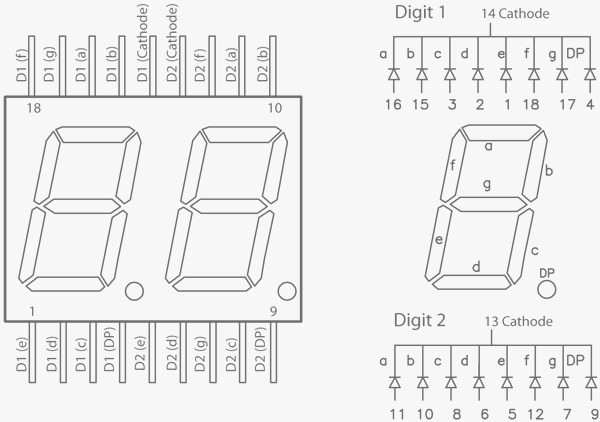 D1 (f) D1 (g) D1 (a) D1 (b) D1 (Cathode) D2 (Cathode) D2 (f) D2 (a) D2 (b)
18 10
1 9
D1 (e) D1 (d) D1 (c) D1 (DP) D2 (e) D2 (d) D2 (g) D2 (c) D2 (DP)
Digit 1 14 Cathode
a b c d e f g DP
16 15 3 2 1 18 17 4
a
f b
g
e c
d
DP
Digit 2 13 Cathode
a b c d e f g DP
11 10 8 6 5 12 7 9